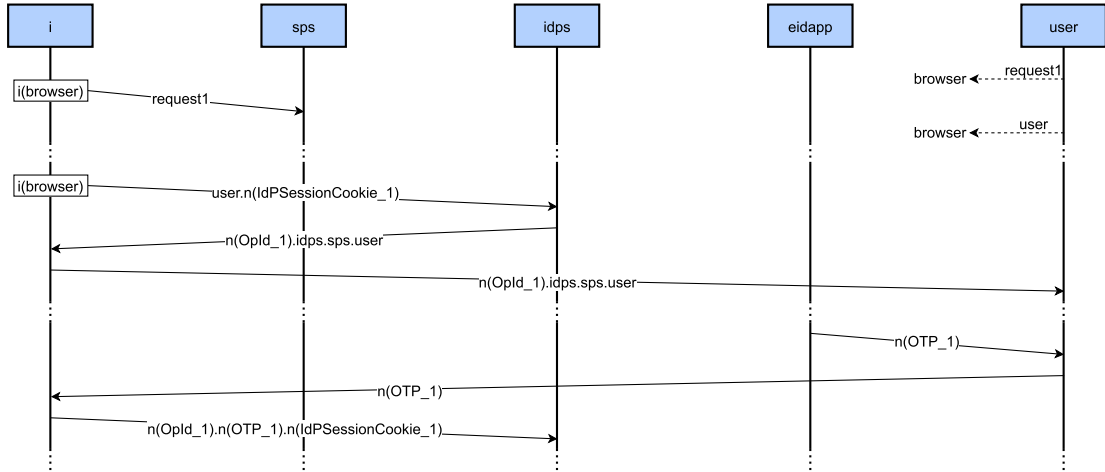 i
sps
idps
eidapp
user
browser
request1
i(browser)
request1
browser
user
i(browser)
user.n(IdPSessionCookie_1)
n(OpId_1).idps.sps.user
n(OpId_1).idps.sps.user
n(OTP_1)
n(OTP_1)
n(OpId_1).n(OTP_1).n(IdPSessionCookie_1)